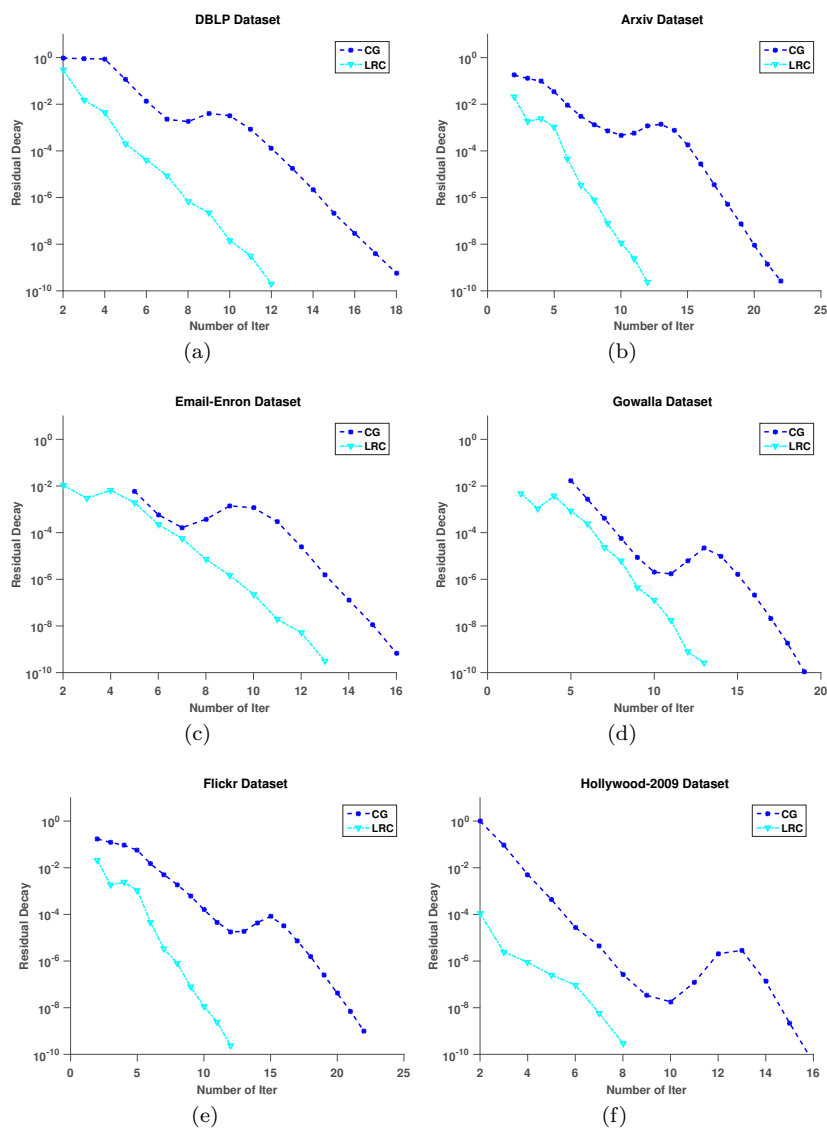 DBLP Dataset
10^0
10^-2
10^-4
10^-6
10^-8
10^-10
Residual Decay
CG
LRC
2 4 6 8 10 12 14 16 18
Number of Iter
(a)
Arxiv Dataset
10^0
10^-2
10^-4
10^-6
10^-8
10^-10
Residual Decay
CG
LRC
0 5 10 15 20 25
Number of Iter
(b)
Email-Enron Dataset
10^0
10^-2
10^-4
10^-6
10^-8
10^-10
Residual Decay
CG
LRC
2 4 6 8 10 12 14 16
Number of Iter
(c)
Gowalla Dataset
10^0
10^-2
10^-4
10^-6
10^-8
10^-10
Residual Decay
CG
LRC
0 5 10 15 20
Number of Iter
(d)
Flickr Dataset
10^0
10^-2
10^-4
10^-6
10^-8
10^-10
Residual Decay
CG
LRC
0 5 10 15 20 25
Number of Iter
(e)
Hollywood-2009 Dataset
10^0
10^-2
10^-4
10^-6
10^-8
10^-10
Residual Decay
CG
LRC
2 4 6 8 10 12 14 16
Number of Iter
(f)